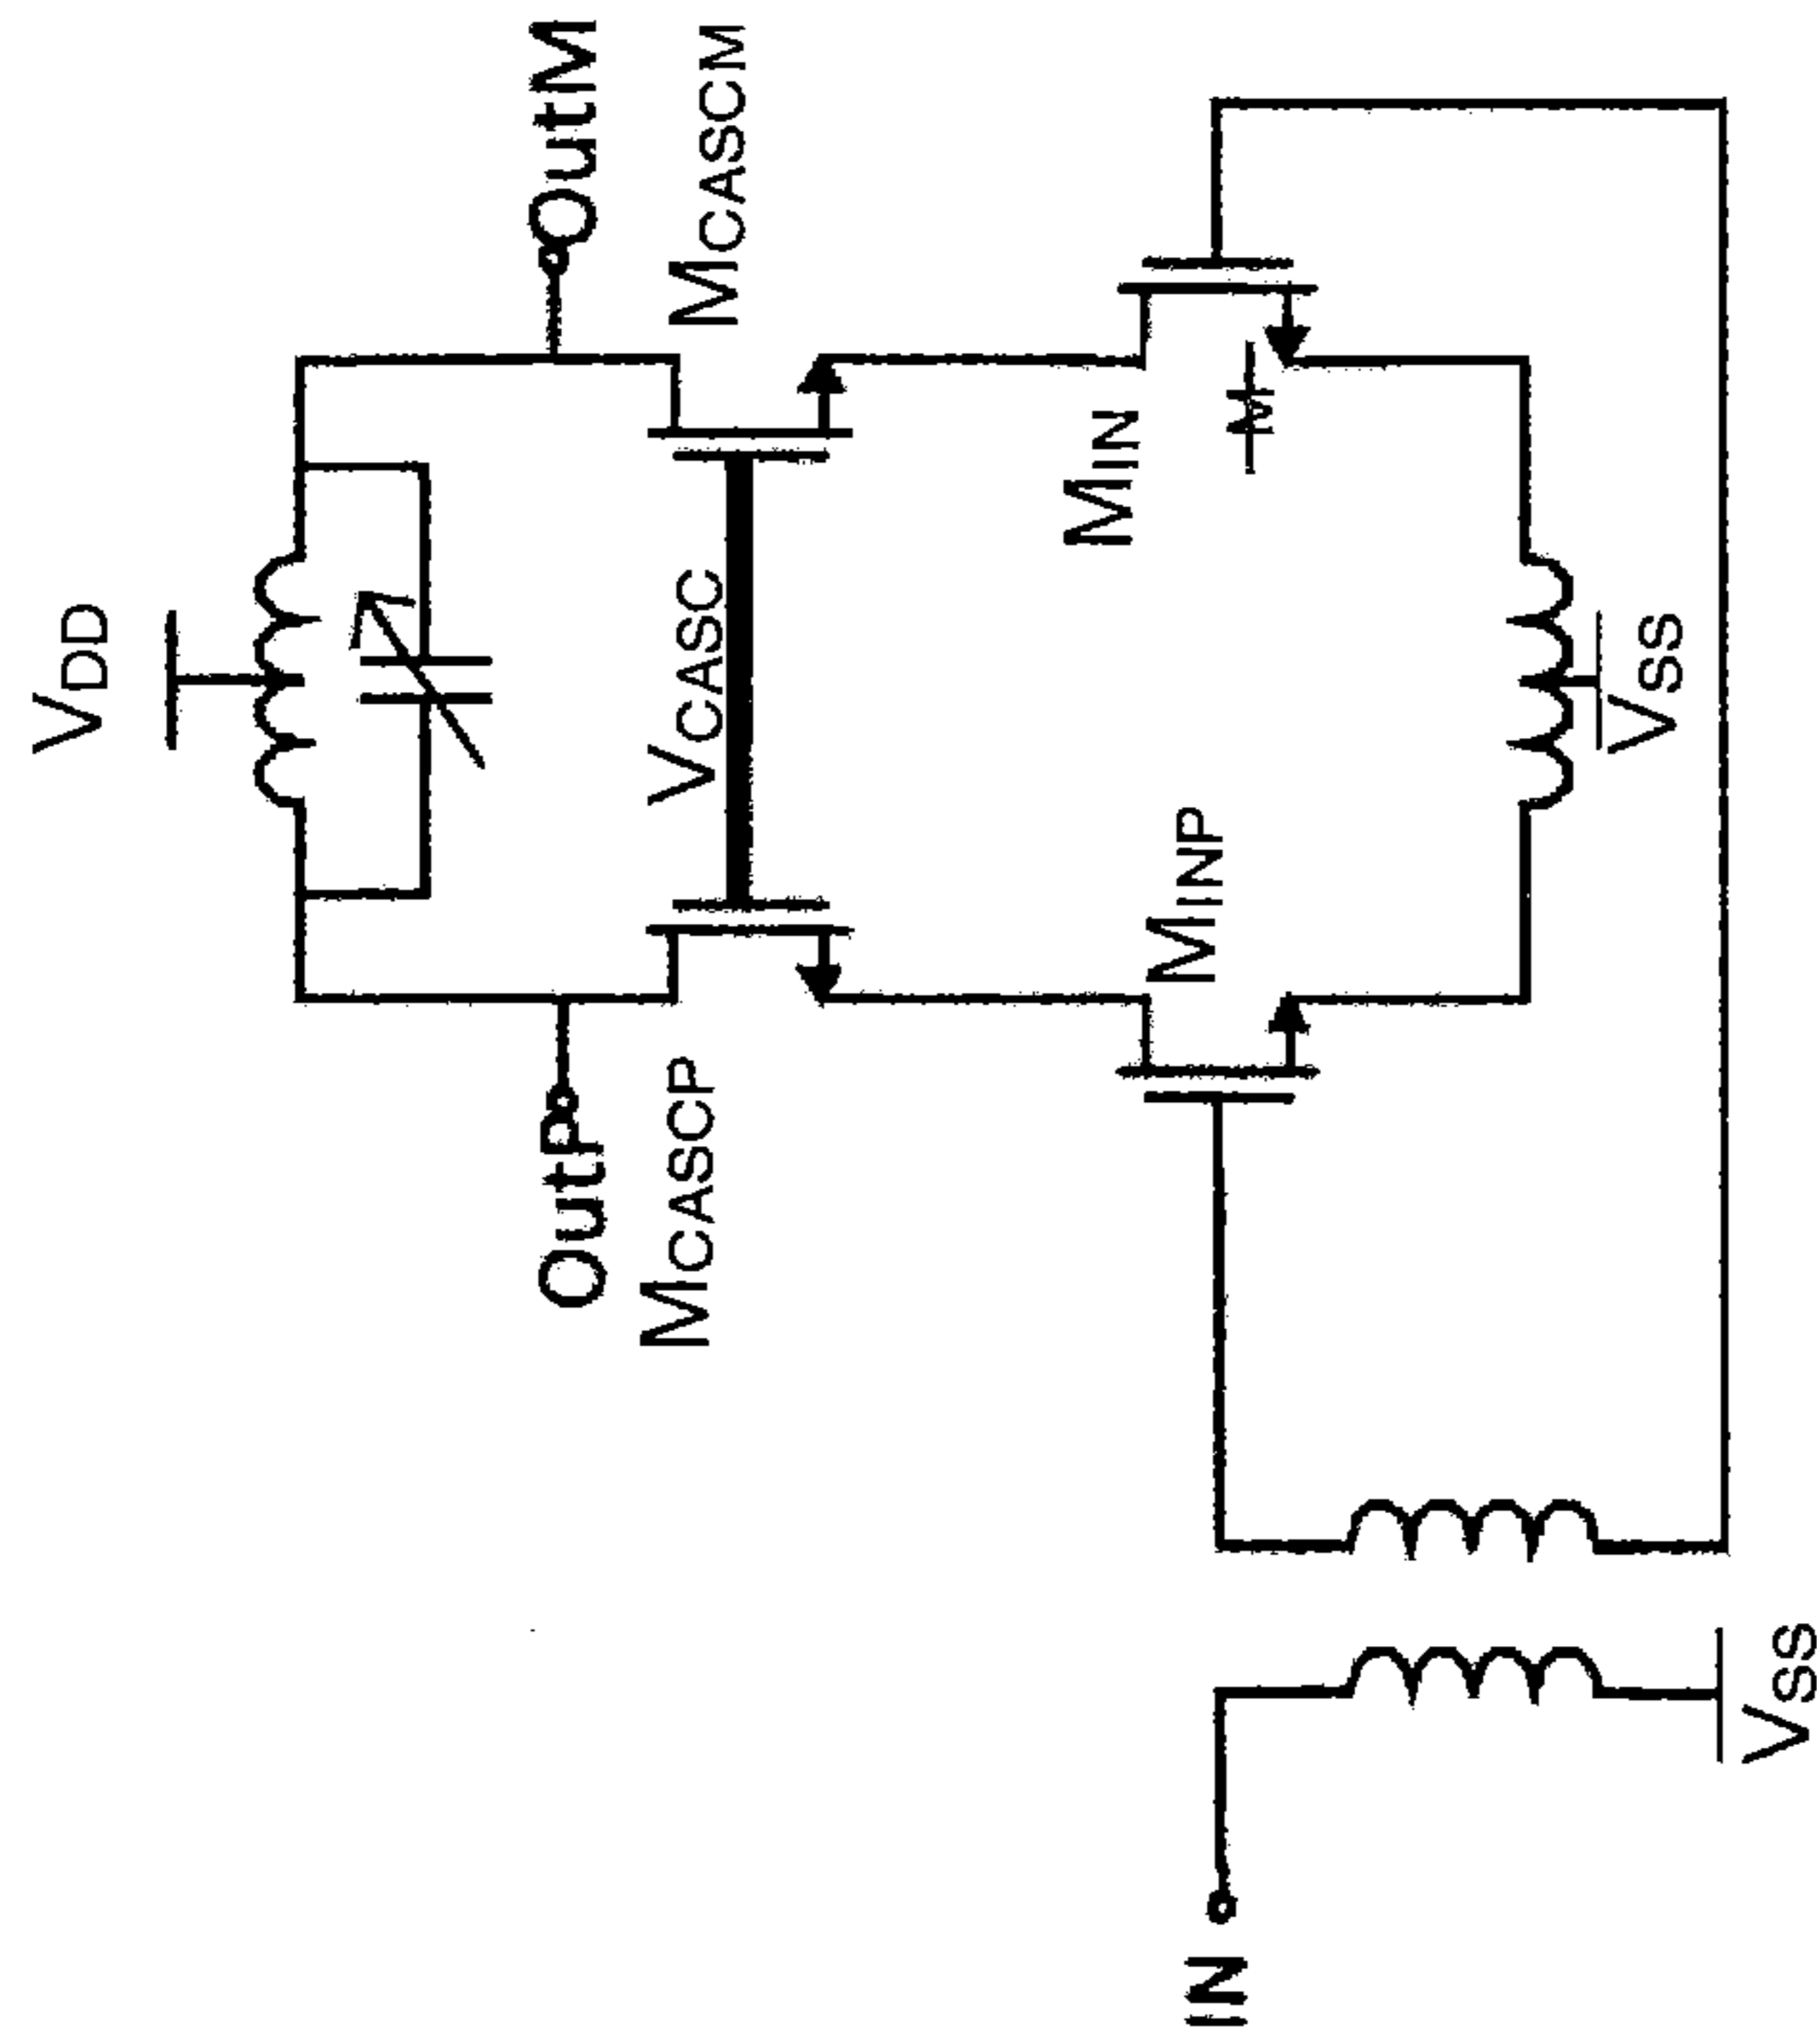 VDD
OutP
OutM
MCASCP
VCASC
MCASCM
MINP
MIN
M
VSS
IN
VSS